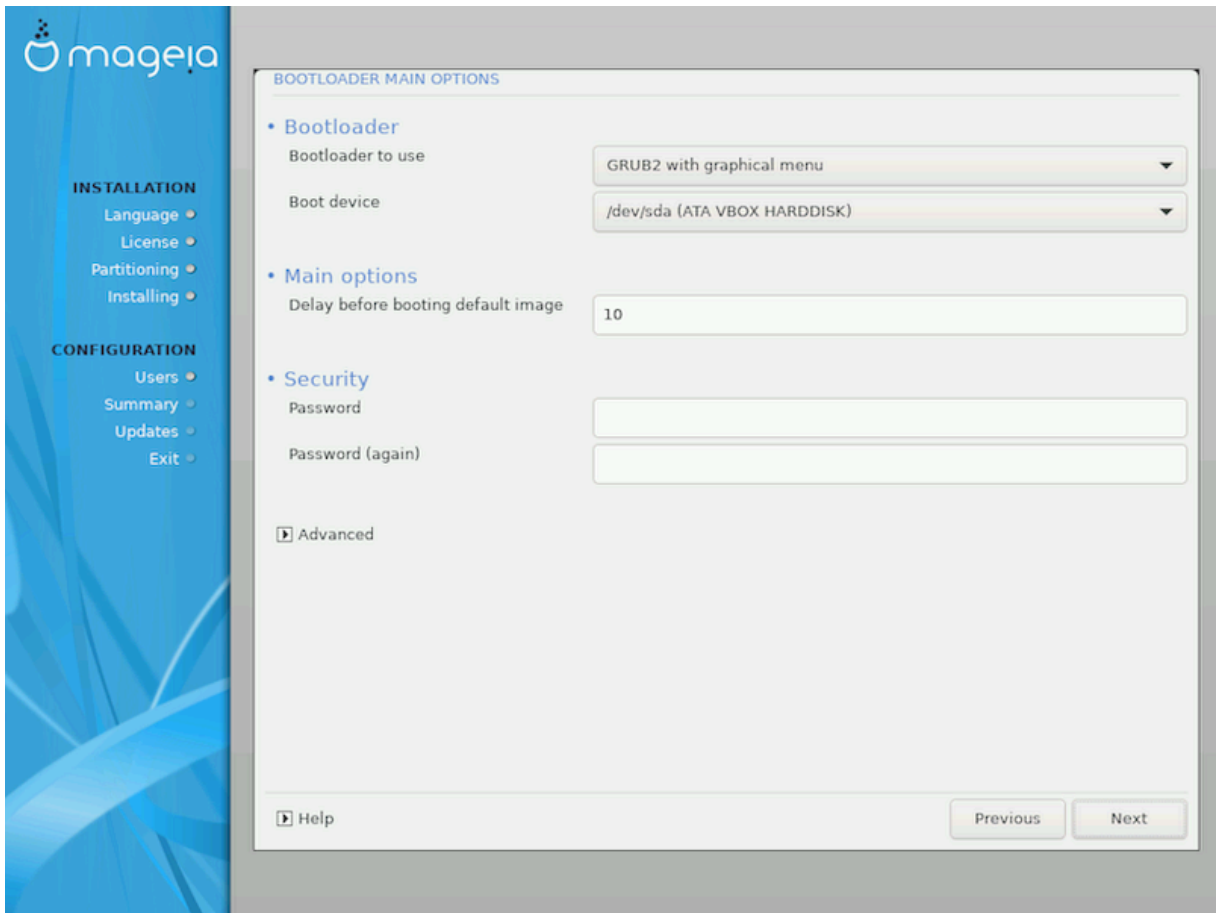 mageia
INSTALLATION
Language
License
Partitioning
Installing
CONFIGURATION
Users
Summary
Updates
Exit
BOOTLOADER MAIN OPTIONS
• Bootloader
Bootloader to use
GRUB2 with graphical menu
Boot device
/dev/sda (ATA VBOX HARDDISK)
• Main options
Delay before booting default image
10
• Security
Password
Password (again)
Advanced
Help
Previous
Next